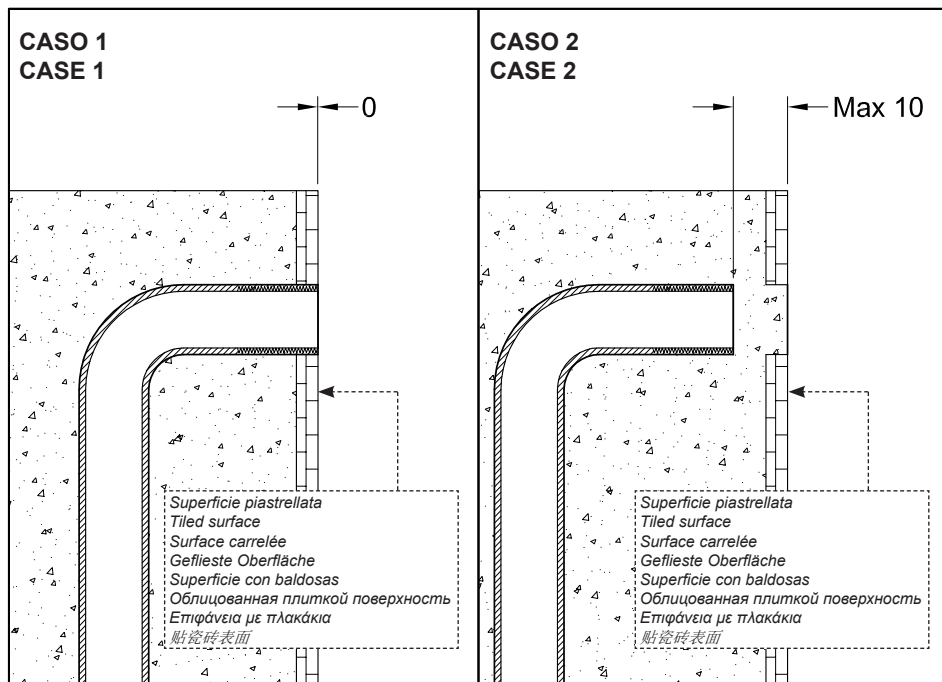 CASO 1
CASE 1
0
Superficie piastrellata
Tiled surface
Surface carrelée
Geflieste Oberfläche
Superficie con baldosas
Облицованная плиткой поверхность
Επιφάνεια με πλακάκια
贴瓷砖表面
CASO 2
CASE 2
Max 10
Superficie piastrellata
Tiled surface
Surface carrelée
Geflieste Oberfläche
Superficie con baldosas
Облицованная плиткой поверхность
Επιφάνεια με πλακάκια
贴瓷砖表面